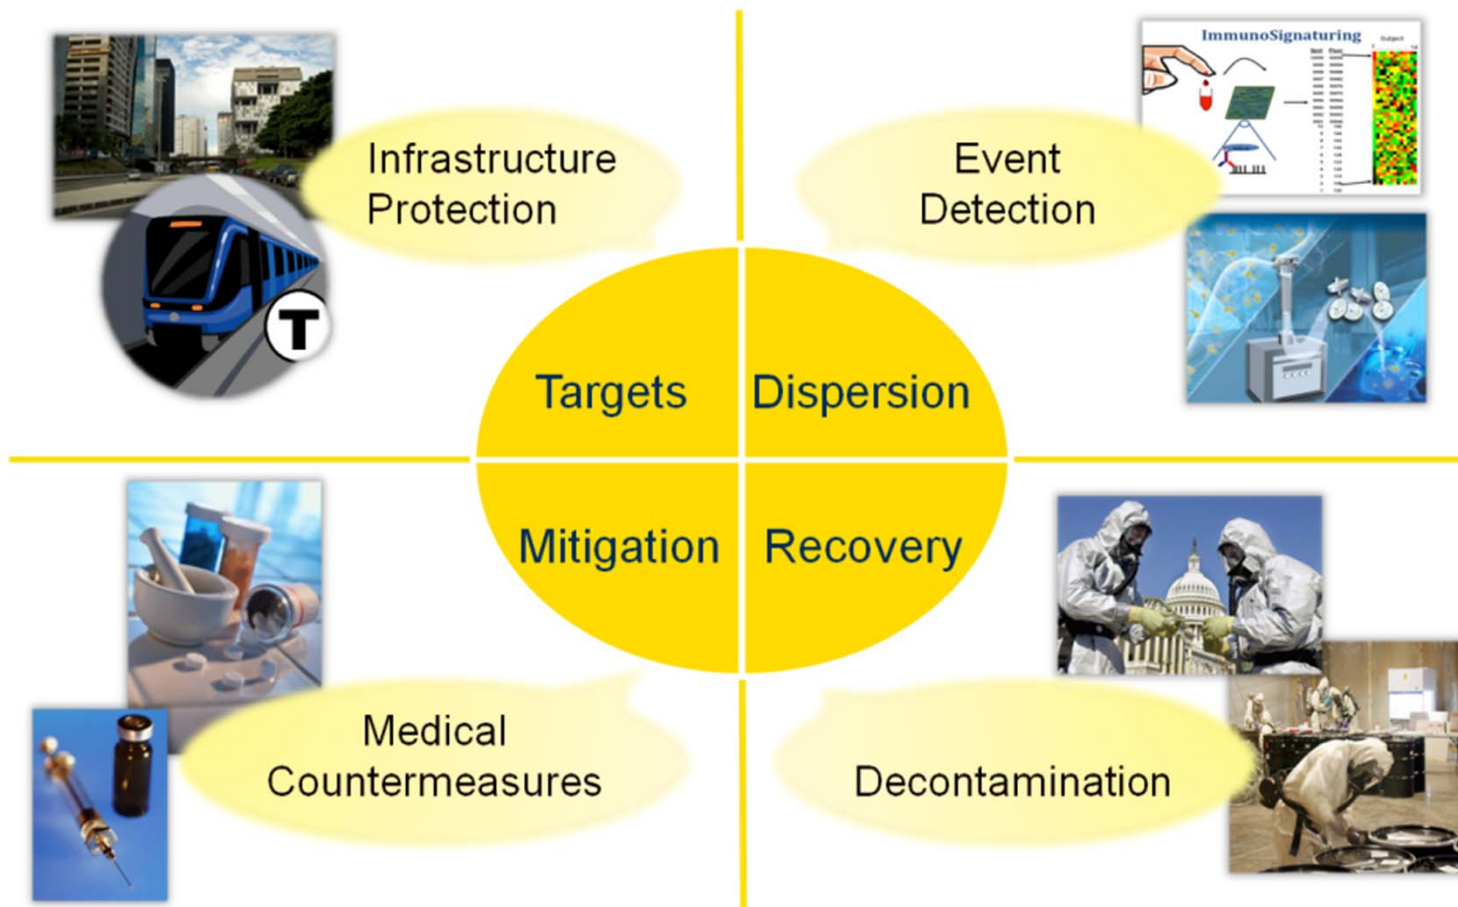 ImmunoSignaturing
Infrastructure
Protection
Event
Detection
T
Targets
Dispersion
Mitigation
Recovery
Medical
Countermeasures
Decontamination